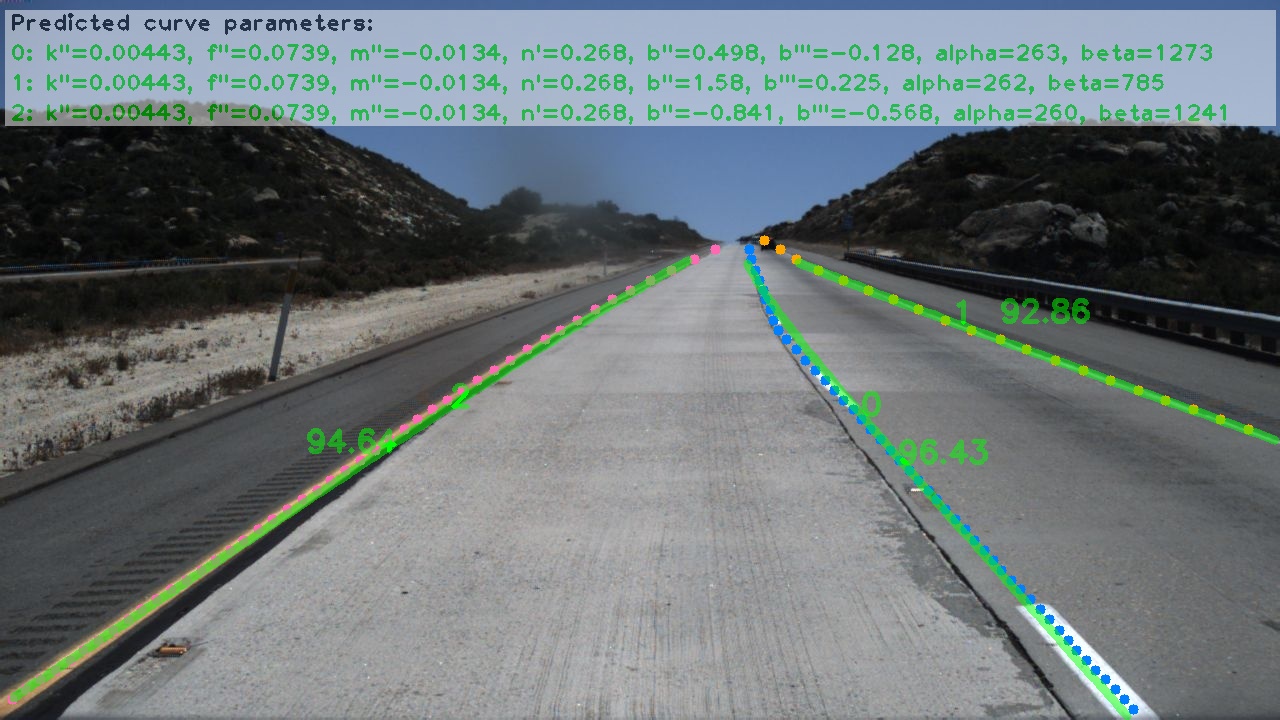 Predicted curve parameters:
0: k''=0.00443, f''=0.0739, m''=−0.0134, n'=0.268, b''=0.498, b'''=−0.128, alpha=263, beta=1273
1: k''=0.00443, f''=0.0739, m''=−0.0134, n'=0.268, b''=1.58, b'''=0.225, alpha=262, beta=785
2: k''=0.00443, f''=0.0739, m''=−0.0134, n'=0.268, b''=−0.841, b'''=−0.568, alpha=260, beta=1241
1 92.86
0
94.64
96.43